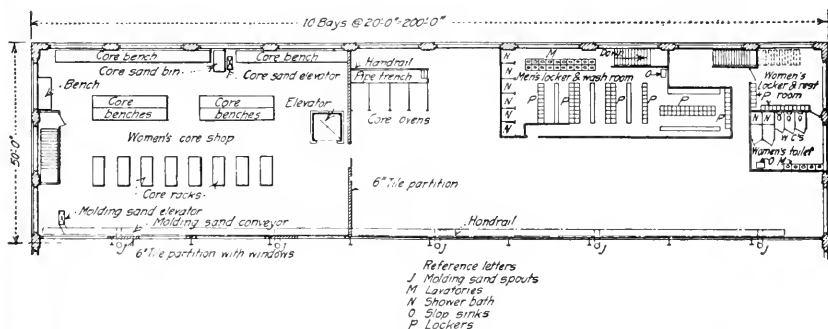 10 Bays @ 20'-0"=200'-0"
50'-0"
Core bench
Core bench
Core sand bin
Core sand elevator
Bench
Core
benches
Core
benches
Elevator
Women's core shop
Core racks
Molding sand elevator
Molding sand conveyor
6" Tile partition with windows
Handrail
Pipe trench
Core ovens
6" Tile partition
Handrail
M
Down
O
Men's locker & wash room
N
N
N
N
N
N
P
P
P
P
P
P
Women's
locker & rest
room
P
N
N
W C's
Women's toilet
O M
J
J
J
J
Reference letters
J Molding sand spouts
M Lavatories
N Shower bath
O Slop sinks
P Lockers